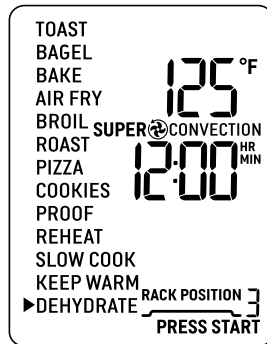 TOAST
BAGEL
BAKE
AIR FRY
BROIL
ROAST
PIZZA
COOKIES
PROOF
REHEAT
SLOW COOK
KEEP WARM
▶DEHYDRATE
125°F
SUPER CONVECTION
12:00 HR MIN
RACK POSITION 3
PRESS START